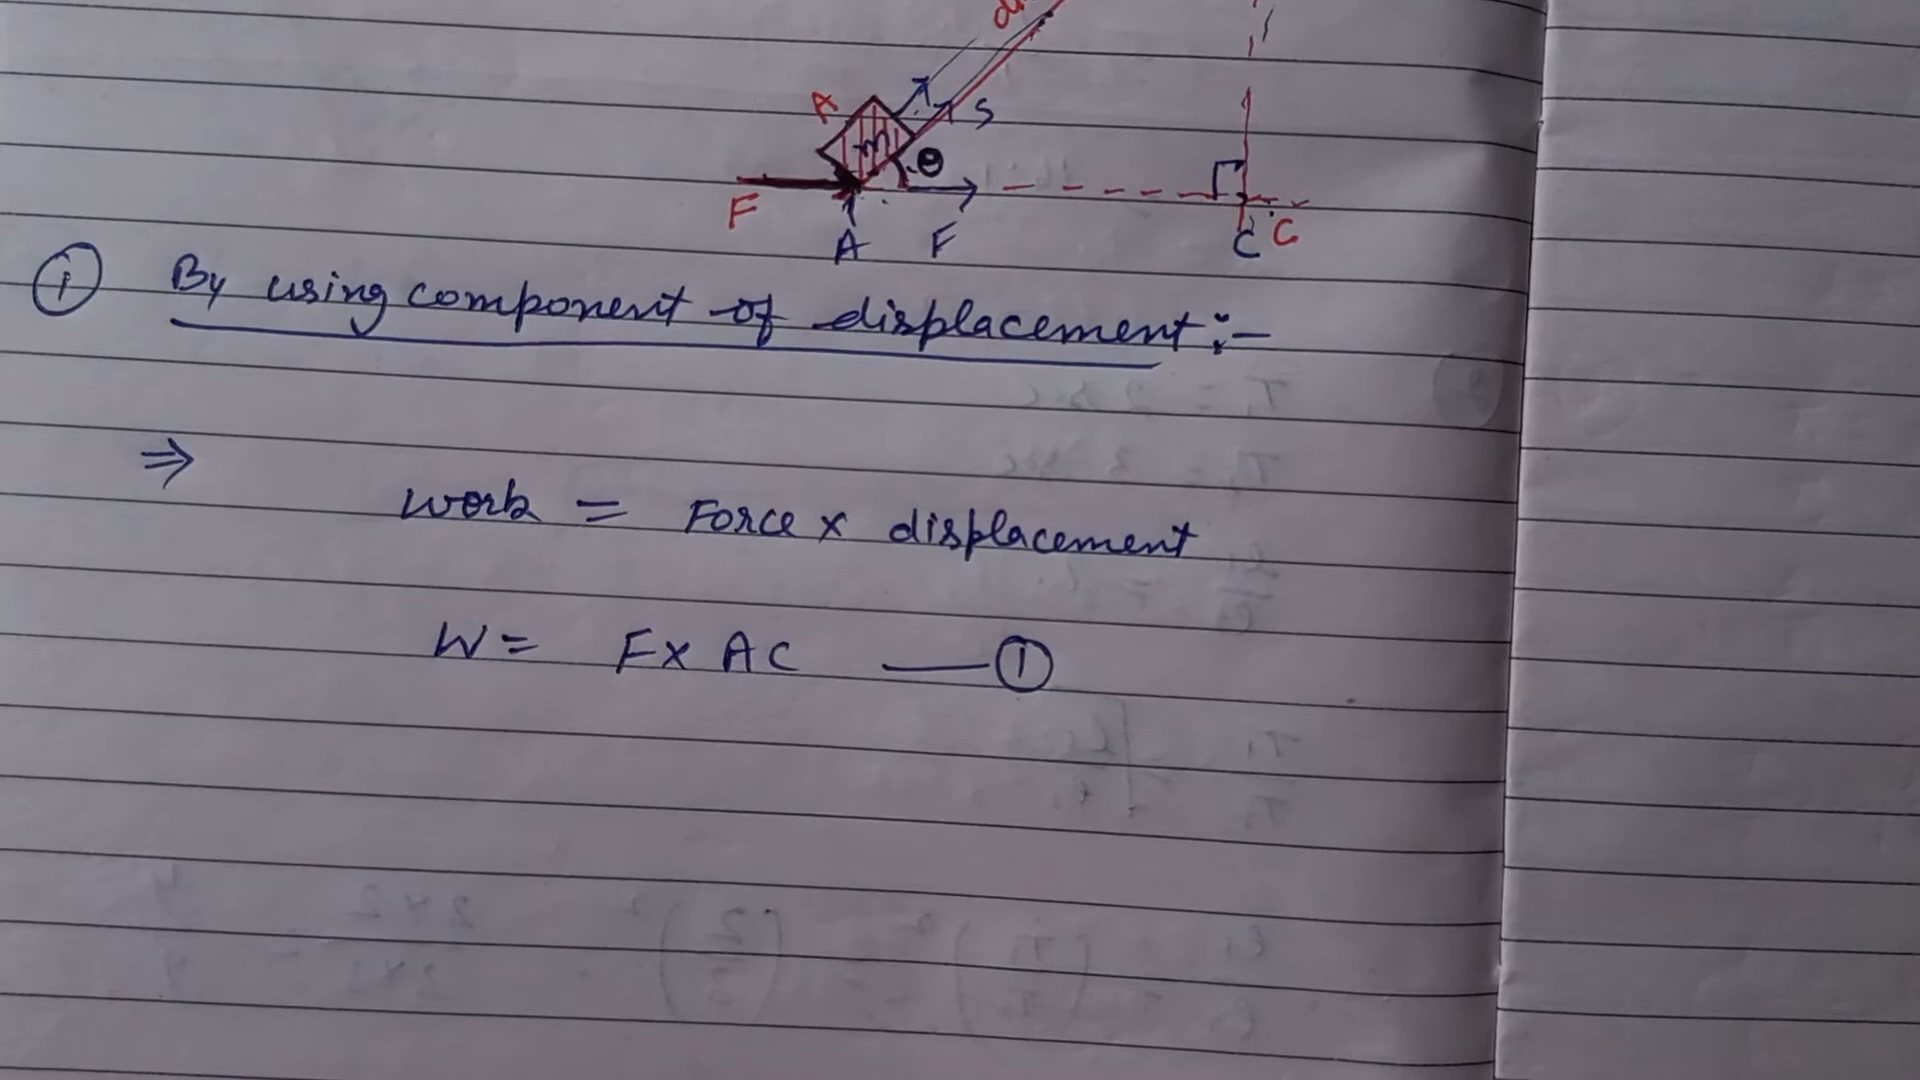 A
m
S
θ
F
A
F
C
C
① By using component of displacement :-
⇒
work = Force x displacement
W = F x AC —— ①